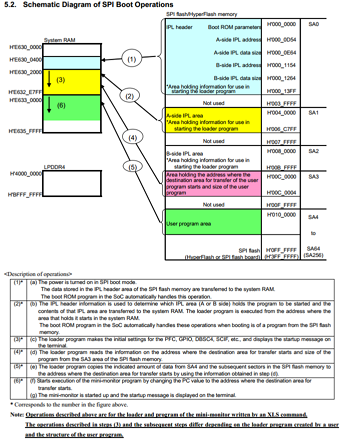 5.2. Schematic Diagram of SPI Boot Operations
SPI flash/HyperFlash memory
System RAM
H'E630_0000
H'E630_0400
H'E630_2000
H'E632_E7FF
H'E633_0000
H'E635_FFFF
LPDDR4
H'4000_0000
H'BFFF_FFFF
(3)
(6)
(1)
(2)
(4)
(5)
IPL header
Boot ROM parameters
H'000_0000
SA0
A-side IPL address
H'000_0D54
A-side IPL data size
H'000_0E64
B-side IPL address
H'000_1154
B-side IPL data size
H'000_1264
*Area holding information for use in
starting the loader program
H'000_13FF
Not used
H'003_FFFF
A-side IPL area
H'004_0000
SA1
*Area holding information for use in
starting the loader program
H'006_C7FF
Not used
H'007_FFFF
B-side IPL area
H'008_0000
SA2
*Area holding information for use in
starting the loader program
H'00B_FFFF
Area holding the address where the
destination area for transfer of the user
program starts and size of the user
program
H'00C_0000
SA3
H'00C_0004
Not used
H'00F_FFFF
H'010_0000
SA4
User program area
to
SPI flash
H'0FF_FFFF
SA64
(HyperFlash or SPI flash board)
(H'3FF_FFFF)
(SA256)
<Description of operations>
(1)* (a) The power is turned on in SPI boot mode.
The data stored in the IPL header area of the SPI flash memory are transferred to the system RAM.
The boot ROM program in the SoC automatically handles this operation.
(2)* (b) The IPL header information is used to determine which IPL area (A or B side) holds the program to be started and the
contents of that IPL area are transferred to the system RAM. The loader program is executed from the address where the
area that holds it starts in the system RAM.
The boot ROM program in the SoC automatically handle these operations when booting is of a program from the SPI flash
memory.
(3)* (c) The loader program makes the initial settings for the PFC, GPIO, DBSC4, SCIF, etc., and displays the startup message on
the terminal.
(4)* (d) The loader program reads the information on the address where the destination area for transfer starts and size of the
program from the SA3 area of the SPI flash memory.
(5)* (e) The loader program copies the indicated amount of data from SA4 and the subsequent sectors in the SPI flash memory to
the address where the destination area for transfer starts by using the information obtained in step (d).
(6)* (f) Starts execution of the mini-monitor program by changing the PC value to the address where the destination area for
transfer starts.
(g) The mini-monitor is started up and the startup message is displayed on the terminal.
* Corresponds to the number in the figure above.
Note: Operations described above are for the loader and program of the mini-monitor written by an XLS command.
The operations described in steps (3) and the subsequent steps differ depending on the loader program created by a user
and the structure of the user program.